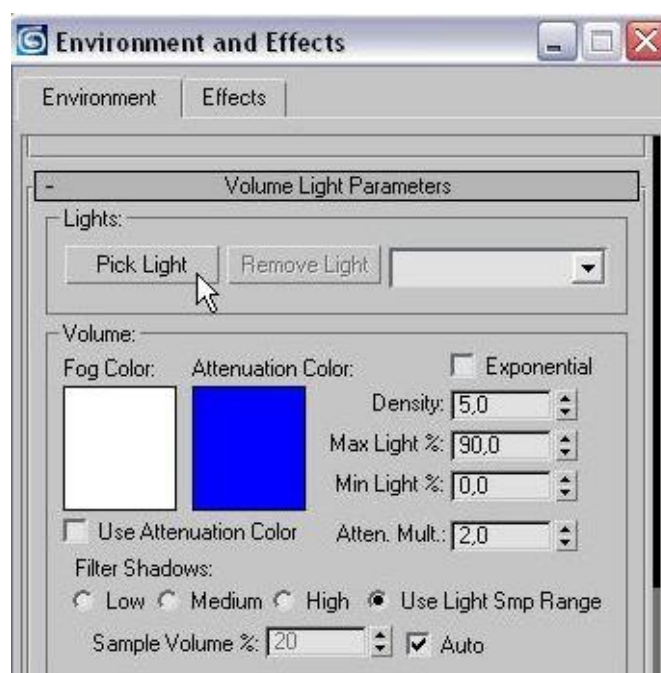 Environment and Effects
Environment Effects
- Volume Light Parameters
Lights:
Pick Light Remove Light
Volume:
Fog Color: Attenuation Color: Exponential
Density: 5,0
Max Light %: 90,0
Min Light %: 0,0
Use Attenuation Color Atten. Mult.: 2,0
Filter Shadows:
Low Medium High Use Light Smp Range
Sample Volume %: 20 Auto